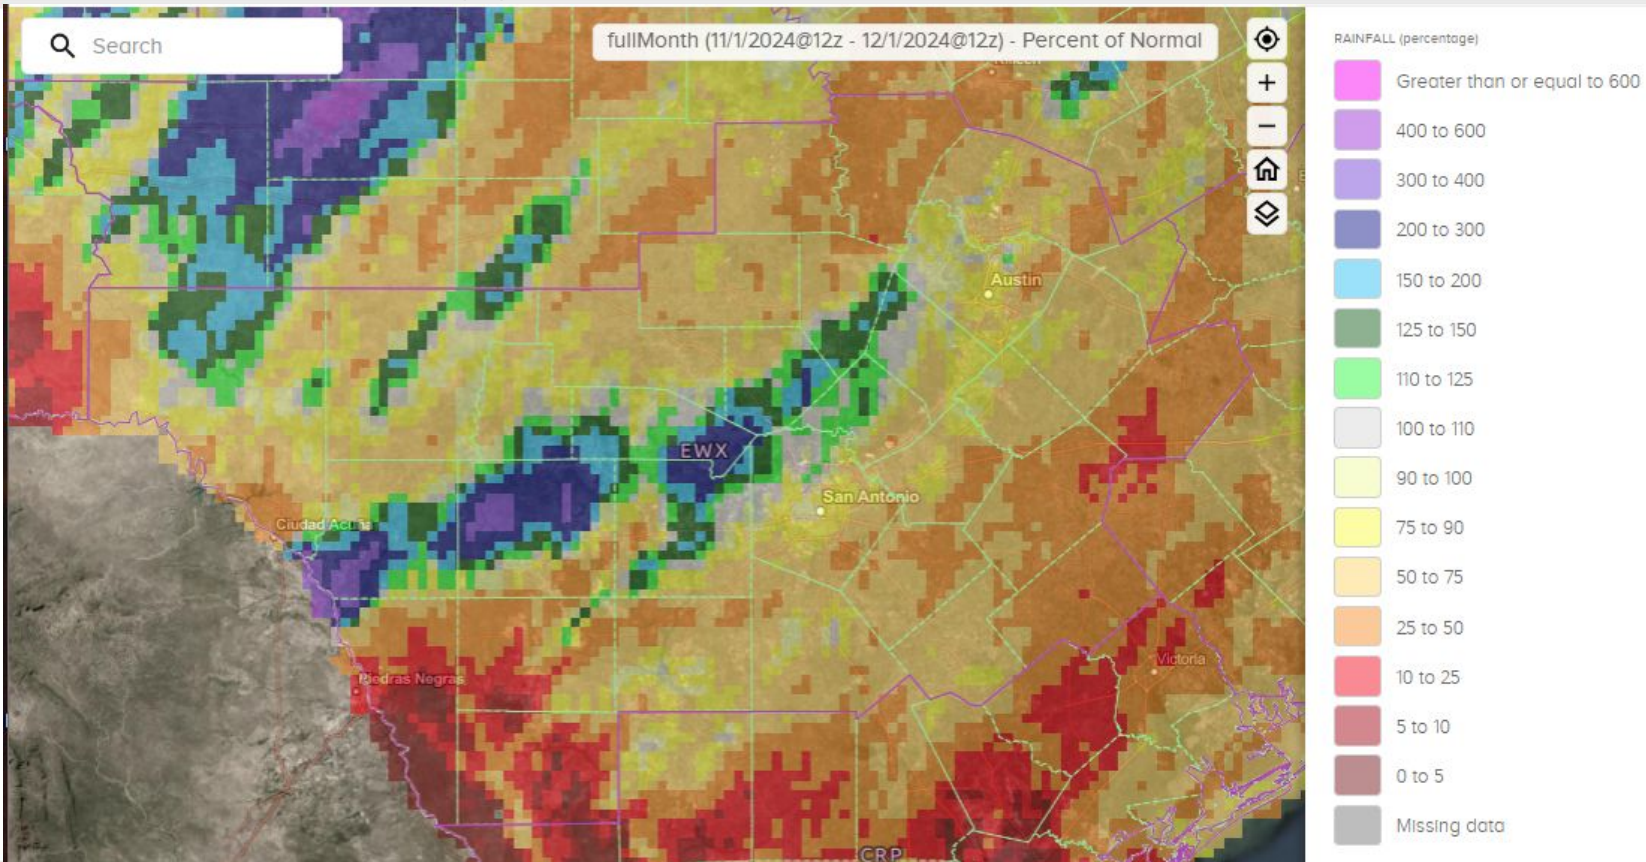 Search
fullMonth (11/1/2024@12z - 12/1/2024@12z) - Percent of Normal
Killeen
Austin
EWX
San Antonio
Ciudad Acuña
Piedras Negras
Victoria
CRP
RAINFALL (percentage)
Greater than or equal to 600
400 to 600
300 to 400
200 to 300
150 to 200
125 to 150
110 to 125
100 to 110
90 to 100
75 to 90
50 to 75
25 to 50
10 to 25
5 to 10
0 to 5
Missing data